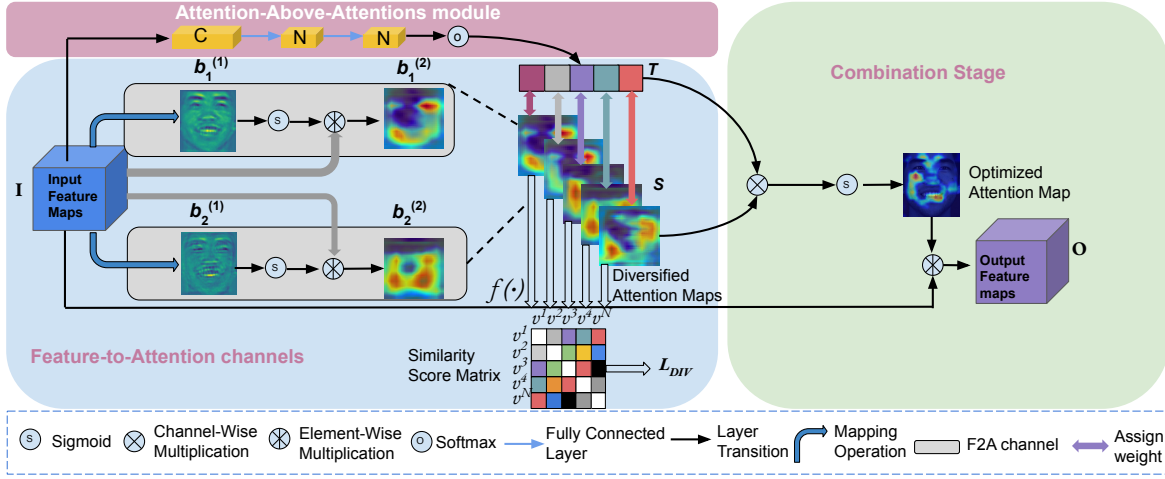 Attention-Above-Attentions module
C
N
N
o
b₁⁽¹⁾
b₁⁽²⁾
T
Combination Stage
s
I
Input
Feature
Maps
S
s
Optimized
Attention Map
b₂⁽¹⁾
b₂⁽²⁾
s
O
Output
Feature
maps
Diversified
Attention Maps
f(·)
v¹ v² v³ v⁴ vᴺ
v¹
v²
v³
v⁴
vᴺ
Feature-to-Attention channels
Similarity
Score Matrix
L_DIV
s Sigmoid
Channel-Wise
Multiplication
Element-Wise
Multiplication
o Softmax
Fully Connected
Layer
Layer
Transition
Mapping
Operation
F2A channel
Assign
weight